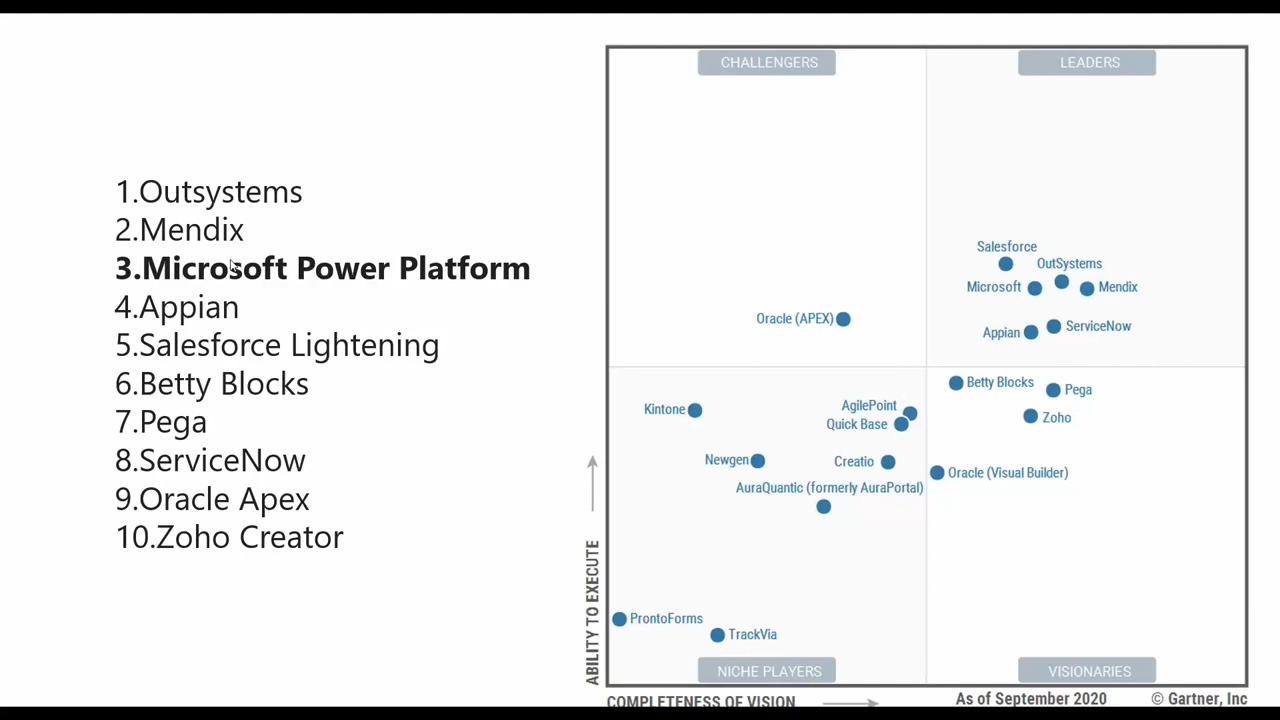 1.Outsystems
2.Mendix
3.Microsoft Power Platform
4.Appian
5.Salesforce Lightening
6.Betty Blocks
7.Pega
8.ServiceNow
9.Oracle Apex
10.Zoho Creator
CHALLENGERS
LEADERS
Salesforce
OutSystems
Microsoft
Mendix
Oracle (APEX)
Appian
ServiceNow
Betty Blocks
Pega
Kintone
AgilePoint
Quick Base
Zoho
Newgen
Creatio
Oracle (Visual Builder)
AuraQuantic (formerly AuraPortal)
ProntoForms
TrackVia
NICHE PLAYERS
VISIONARIES
ABILITY TO EXECUTE
COMPLETENESS OF VISION
As of September 2020
© Gartner, Inc